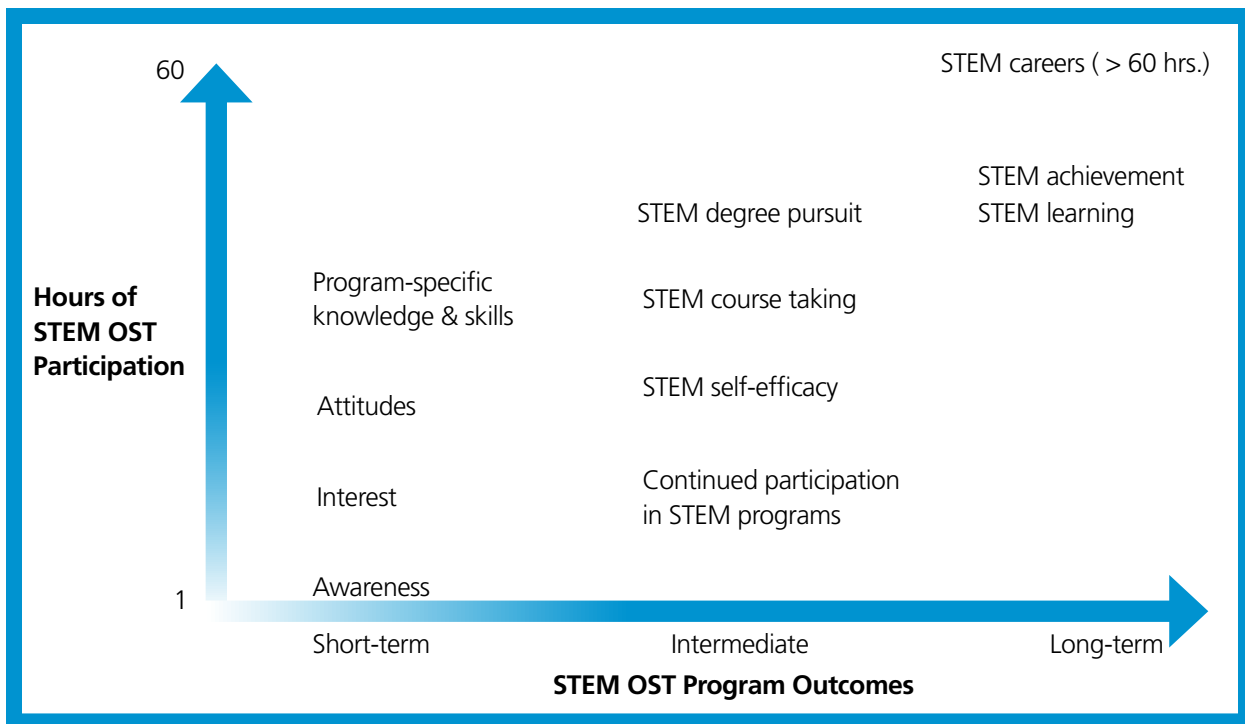 60
STEM careers ( > 60 hrs.)
STEM achievement
STEM learning
STEM degree pursuit
Program-specific
knowledge & skills
STEM course taking
Hours of
STEM OST
Participation
STEM self-efficacy
Attitudes
Continued participation
in STEM programs
Interest
Awareness
1
Short-term
Intermediate
Long-term
STEM OST Program Outcomes